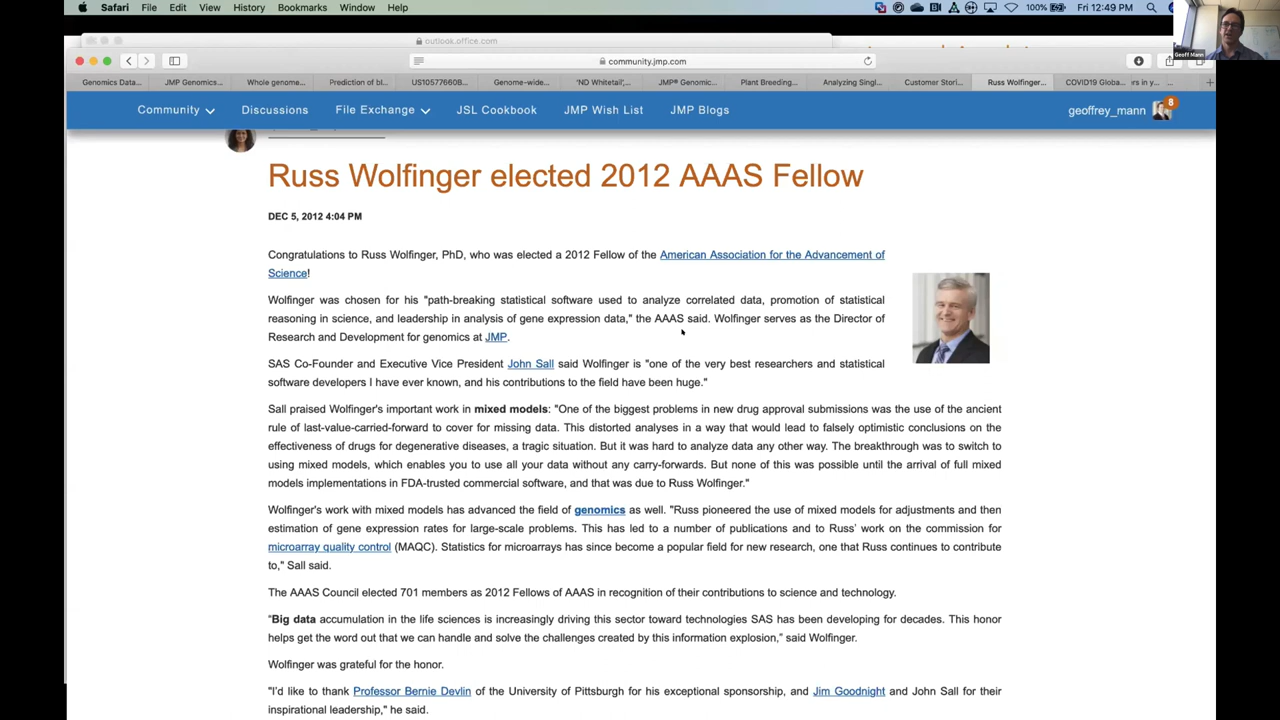 Safari File Edit View History Bookmarks Window Help 100% Fri 12:49 PM
Geoff Mann
outlook.office.com
community.jmp.com
Genomics Data... JMP Genomics... Whole genome... Prediction of bl... US10577660B... Genome-wide... "ND Whitetail',... JMP® Genomic... Plant Breeding... Analyzing Singl... Customer Stori... Russ Wolfinger... COVID19 Globa...
Community Discussions File Exchange JSL Cookbook JMP Wish List JMP Blogs geoffrey_mann 8
Russ Wolfinger elected 2012 AAAS Fellow
DEC 5, 2012 4:04 PM
Congratulations to Russ Wolfinger, PhD, who was elected a 2012 Fellow of the American Association for the Advancement of
Science!
Wolfinger was chosen for his "path-breaking statistical software used to analyze correlated data, promotion of statistical
reasoning in science, and leadership in analysis of gene expression data," the AAAS said. Wolfinger serves as the Director of
Research and Development for genomics at JMP.
SAS Co-Founder and Executive Vice President John Sall said Wolfinger is "one of the very best researchers and statistical
software developers I have ever known, and his contributions to the field have been huge."
Sall praised Wolfinger's important work in mixed models: "One of the biggest problems in new drug approval submissions was the use of the ancient
rule of last-value-carried-forward to cover for missing data. This distorted analyses in a way that would lead to falsely optimistic conclusions on the
effectiveness of drugs for degenerative diseases, a tragic situation. But it was hard to analyze data any other way. The breakthrough was to switch to
using mixed models, which enables you to use all your data without any carry-forwards. But none of this was possible until the arrival of full mixed
models implementations in FDA-trusted commercial software, and that was due to Russ Wolfinger."
Wolfinger's work with mixed models has advanced the field of genomics as well. "Russ pioneered the use of mixed models for adjustments and then
estimation of gene expression rates for large-scale problems. This has led to a number of publications and to Russ' work on the commission for
microarray quality control (MAQC). Statistics for microarrays has since become a popular field for new research, one that Russ continues to contribute
to," Sall said.
The AAAS Council elected 701 members as 2012 Fellows of AAAS in recognition of their contributions to science and technology.
"Big data accumulation in the life sciences is increasingly driving this sector toward technologies SAS has been developing for decades. This honor
helps get the word out that we can handle and solve the challenges created by this information explosion," said Wolfinger.
Wolfinger was grateful for the honor.
"I'd like to thank Professor Bernie Devlin of the University of Pittsburgh for his exceptional sponsorship, and Jim Goodnight and John Sall for their
inspirational leadership," he said.